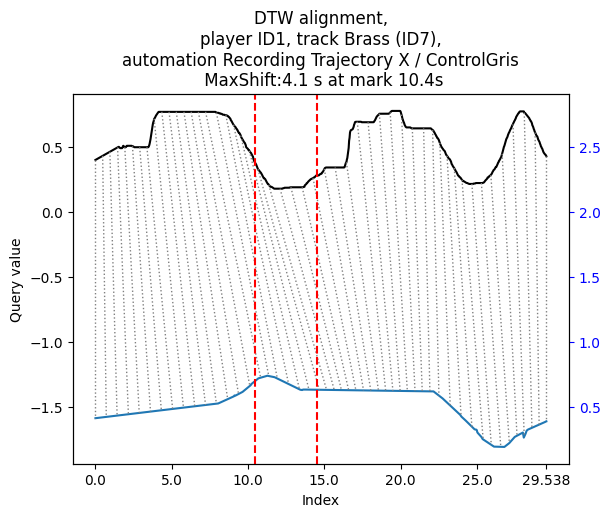 DTW alignment,
player ID1, track Brass (ID7),
automation Recording Trajectory X / ControlGris
MaxShift:4.1 s at mark 10.4s
0.5
0.0
−0.5
−1.0
−1.5
Query value
2.5
2.0
1.5
1.0
0.5
0.0 5.0 10.0 15.0 20.0 25.0 29.538
Index